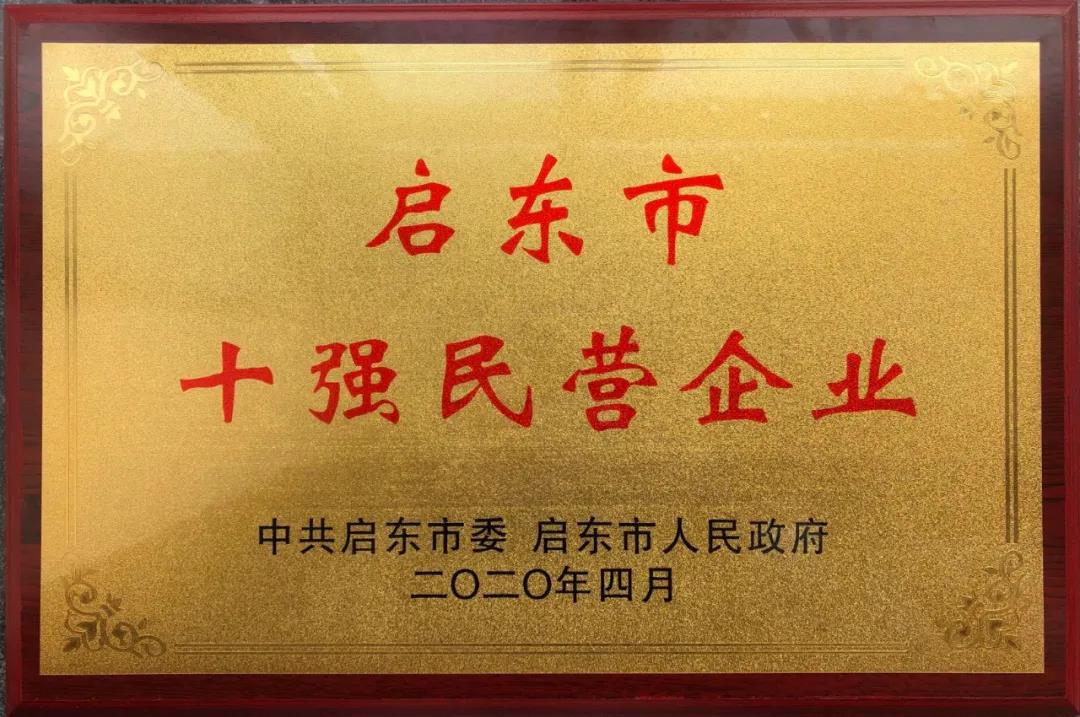 启东市
十强民营企业
中共启东市委 启东市人民政府
二〇二〇年四月